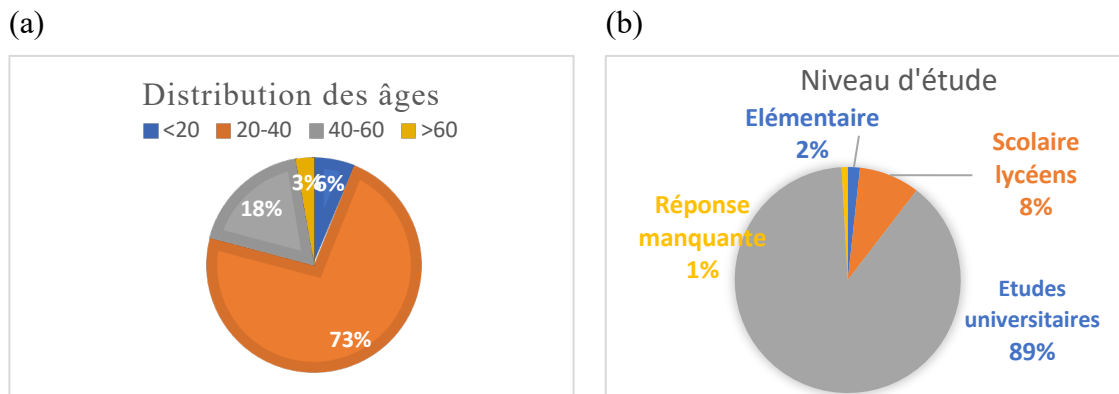 (a)
Distribution des âges
<20 20-40 40-60 >60
3% 6%
18%
73%
(b)
Niveau d'étude
Elémentaire
2%
Scolaire
lycéens
8%
Réponse
manquante
1%
Etudes
universitaires
89%